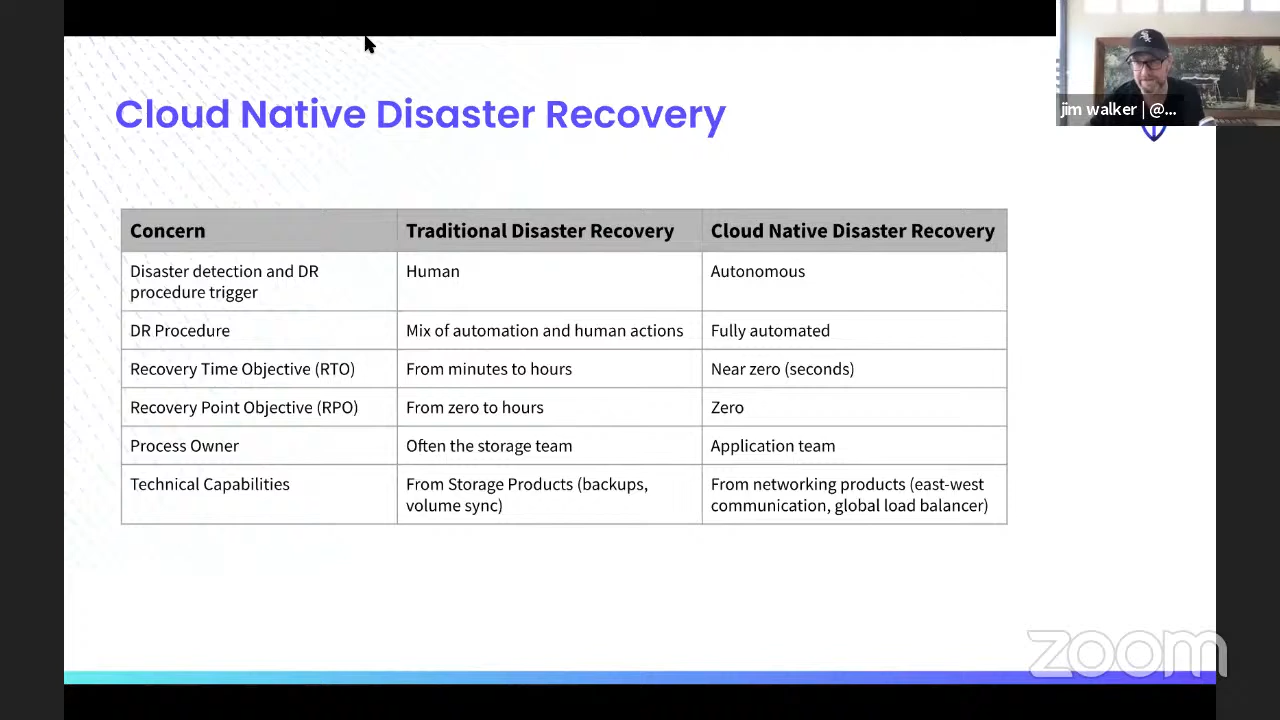 Cloud Native Disaster Recovery
jim walker | @...
Concern
Traditional Disaster Recovery
Cloud Native Disaster Recovery
Disaster detection and DR
procedure trigger
Human
Autonomous
DR Procedure
Mix of automation and human actions
Fully automated
Recovery Time Objective (RTO)
From minutes to hours
Near zero (seconds)
Recovery Point Objective (RPO)
From zero to hours
Zero
Process Owner
Often the storage team
Application team
Technical Capabilities
From Storage Products (backups,
volume sync)
From networking products (east-west
communication, global load balancer)
zoom